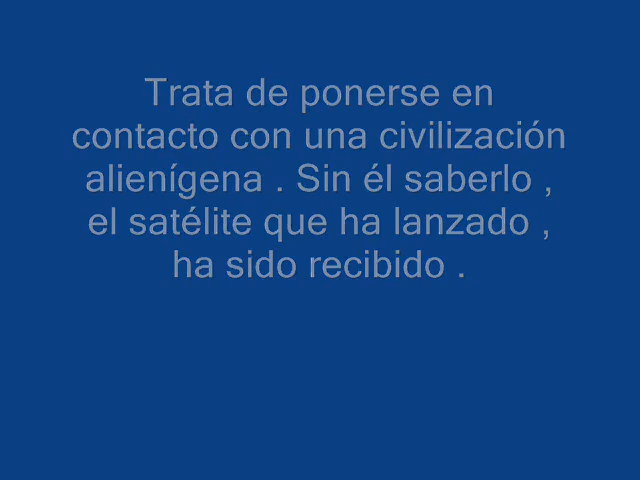 Trata de ponerse en
contacto con una civilización
alienígena . Sin él saberlo ,
el satélite que ha lanzado ,
ha sido recibido .